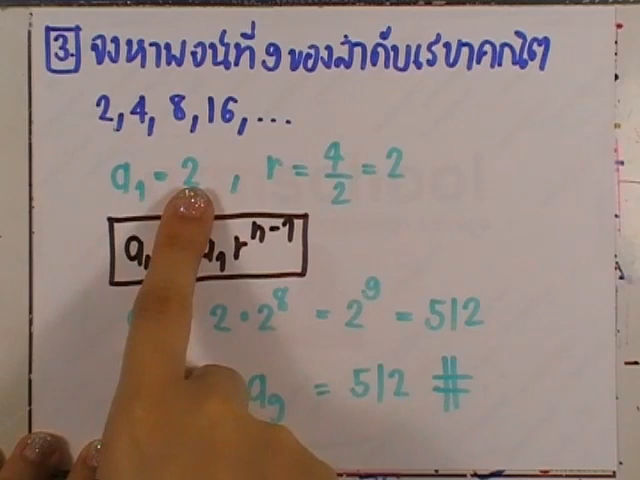 3. จงหาพจน์ที่ 9 ของลำดับเรขาคณิต
2, 4, 8, 16, ...
a₁ = 2 , r = 4/2 = 2
a₁rⁿ⁻¹
2 · 2⁸ = 2⁹ = 512
a₉ = 512 #